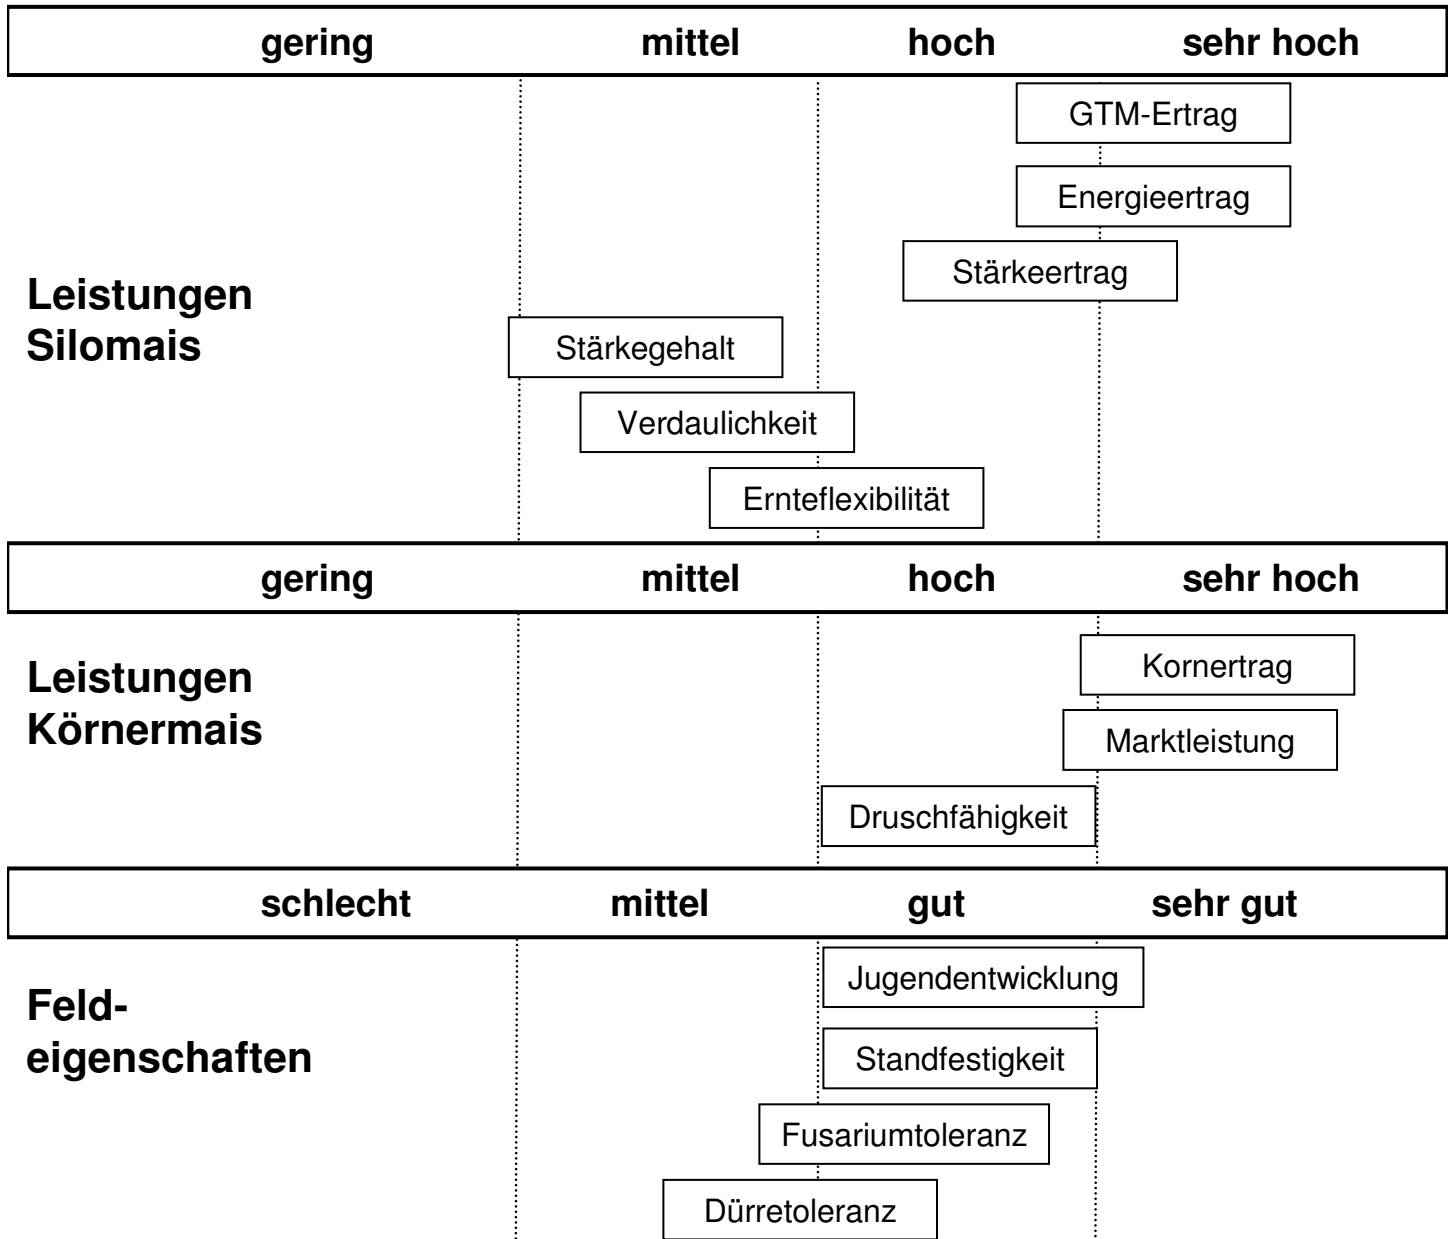 gering mittel hoch sehr hoch
GTM-Ertrag
Energieertrag
Stärkeertrag
Leistungen
Silomais
Stärkegehalt
Verdaulichkeit
Ernteflexibilität
gering mittel hoch sehr hoch
Kornertrag
Leistungen
Körnermais
Marktleistung
Druschfähigkeit
schlecht mittel gut sehr gut
Jugendentwicklung
Feld-
eigenschaften
Standfestigkeit
Fusariumtoleranz
Dürretoleranz